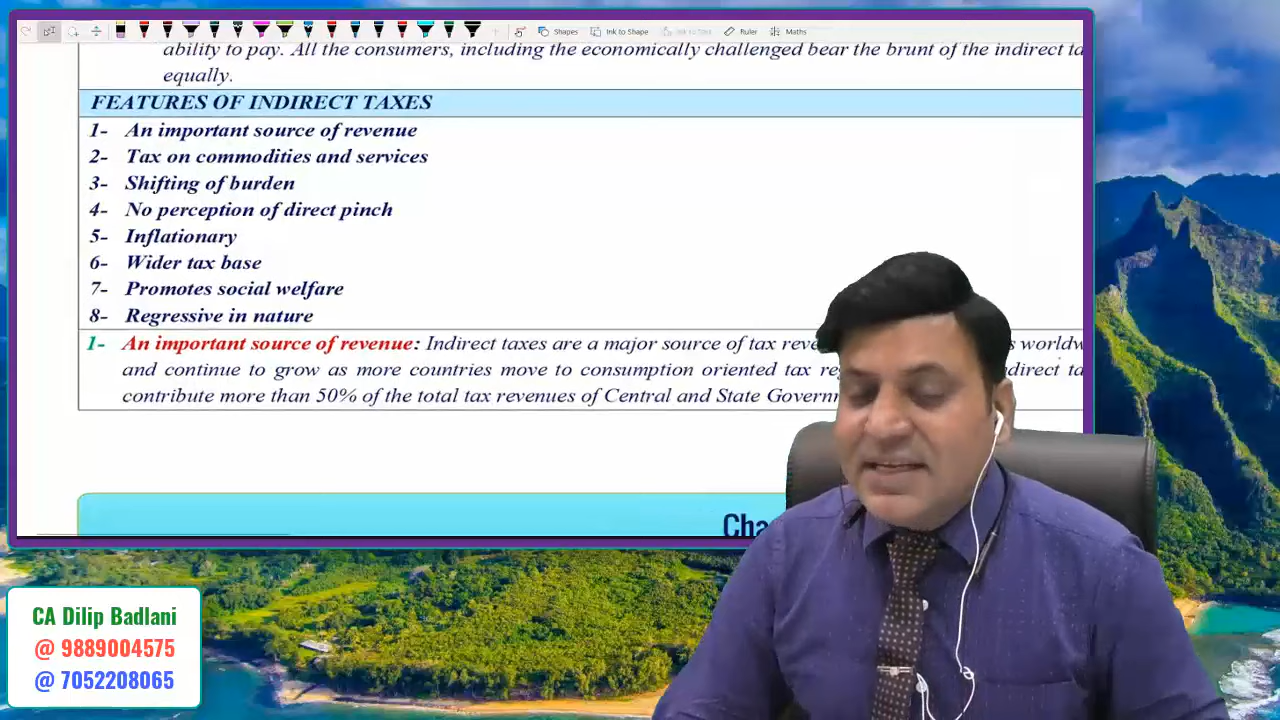 Shapes Ink to Shape Ink to Text Ruler Maths
ability to pay. All the consumers, including the economically challenged bear the brunt of the indirect
equally.
FEATURES OF INDIRECT TAXES
1- An important source of revenue
2- Tax on commodities and services
3- Shifting of burden
4- No perception of direct pinch
5- Inflationary
6- Wider tax base
7- Promotes social welfare
8- Regressive in nature
1- An important source of revenue: Indirect taxes are a major source of tax
and continue to grow as more countries move to consumption oriented tax
contribute more than 50% of the total tax revenues of Central and State
CA Dilip Badlani
@ 9889004575
@ 7052208065